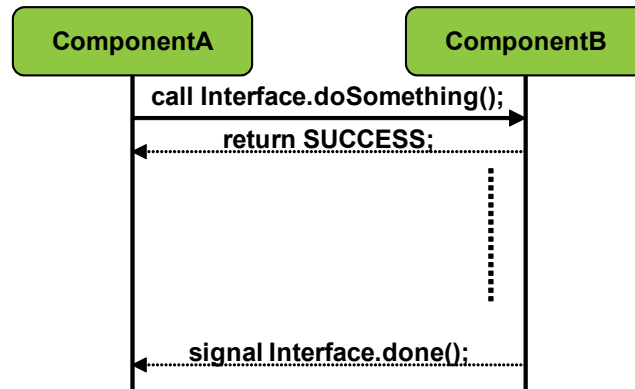 ComponentA
ComponentB
call Interface.doSomething();
return SUCCESS;
signal Interface.done();